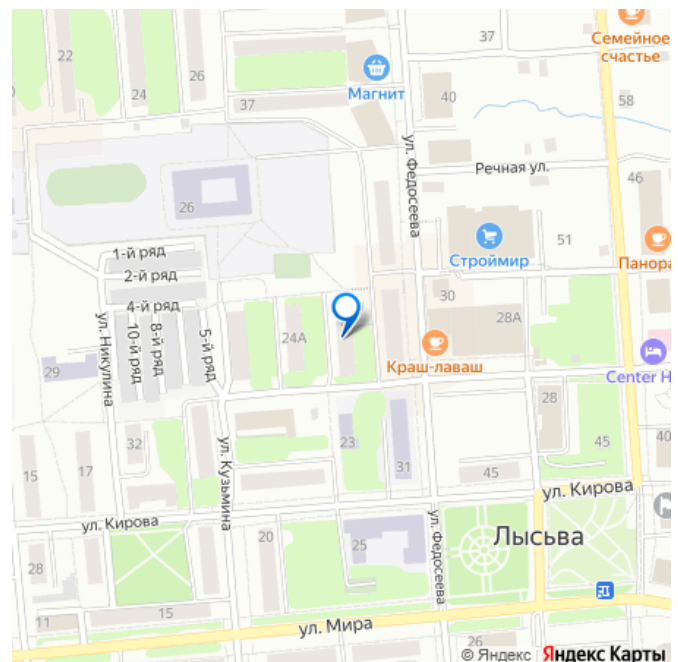 37
Семейное
счастье
22
26
24
Магнит
37
40
58
ул. Федосеева
Речная ул.
46
26
1-й ряд
2-й ряд
4-й ряд
10-й ряд
8-й ряд
5-й ряд
ул. Никулина
Строймир
51
Панора
30
28А
24А
Краш-лаваш
Center H
29
28
32
23
31
45
45
40
15
17
ул. Кузьмина
ул. Кирова
ул. Кирова
20
25
ул. Федосеева
Лысьва
28
15
11
ул. Мира
26
© Яндекс Яндекс Карты